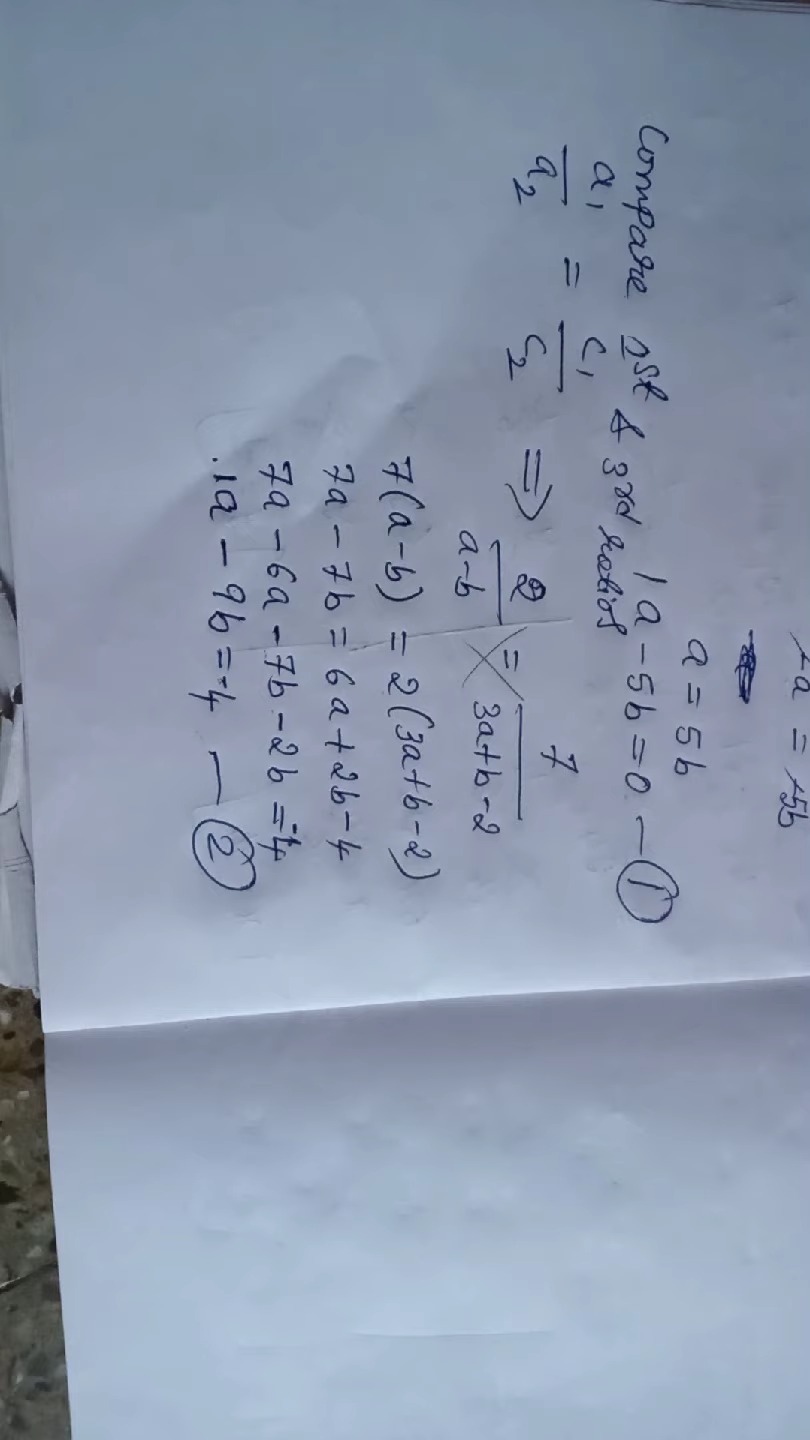 -a = -5b
a = 5b
1a - 5b = 0 — ①
Compare 1st & 3rd ratios
a₁/a₂ = c₁/c₂ ⇒ 2/a-b = 7/3a+b-2
7(a-b) = 2(3a+b-2)
7a - 7b = 6a + 2b - 4
7a - 6a - 7b - 2b = -4
1a - 9b = -4 — ②